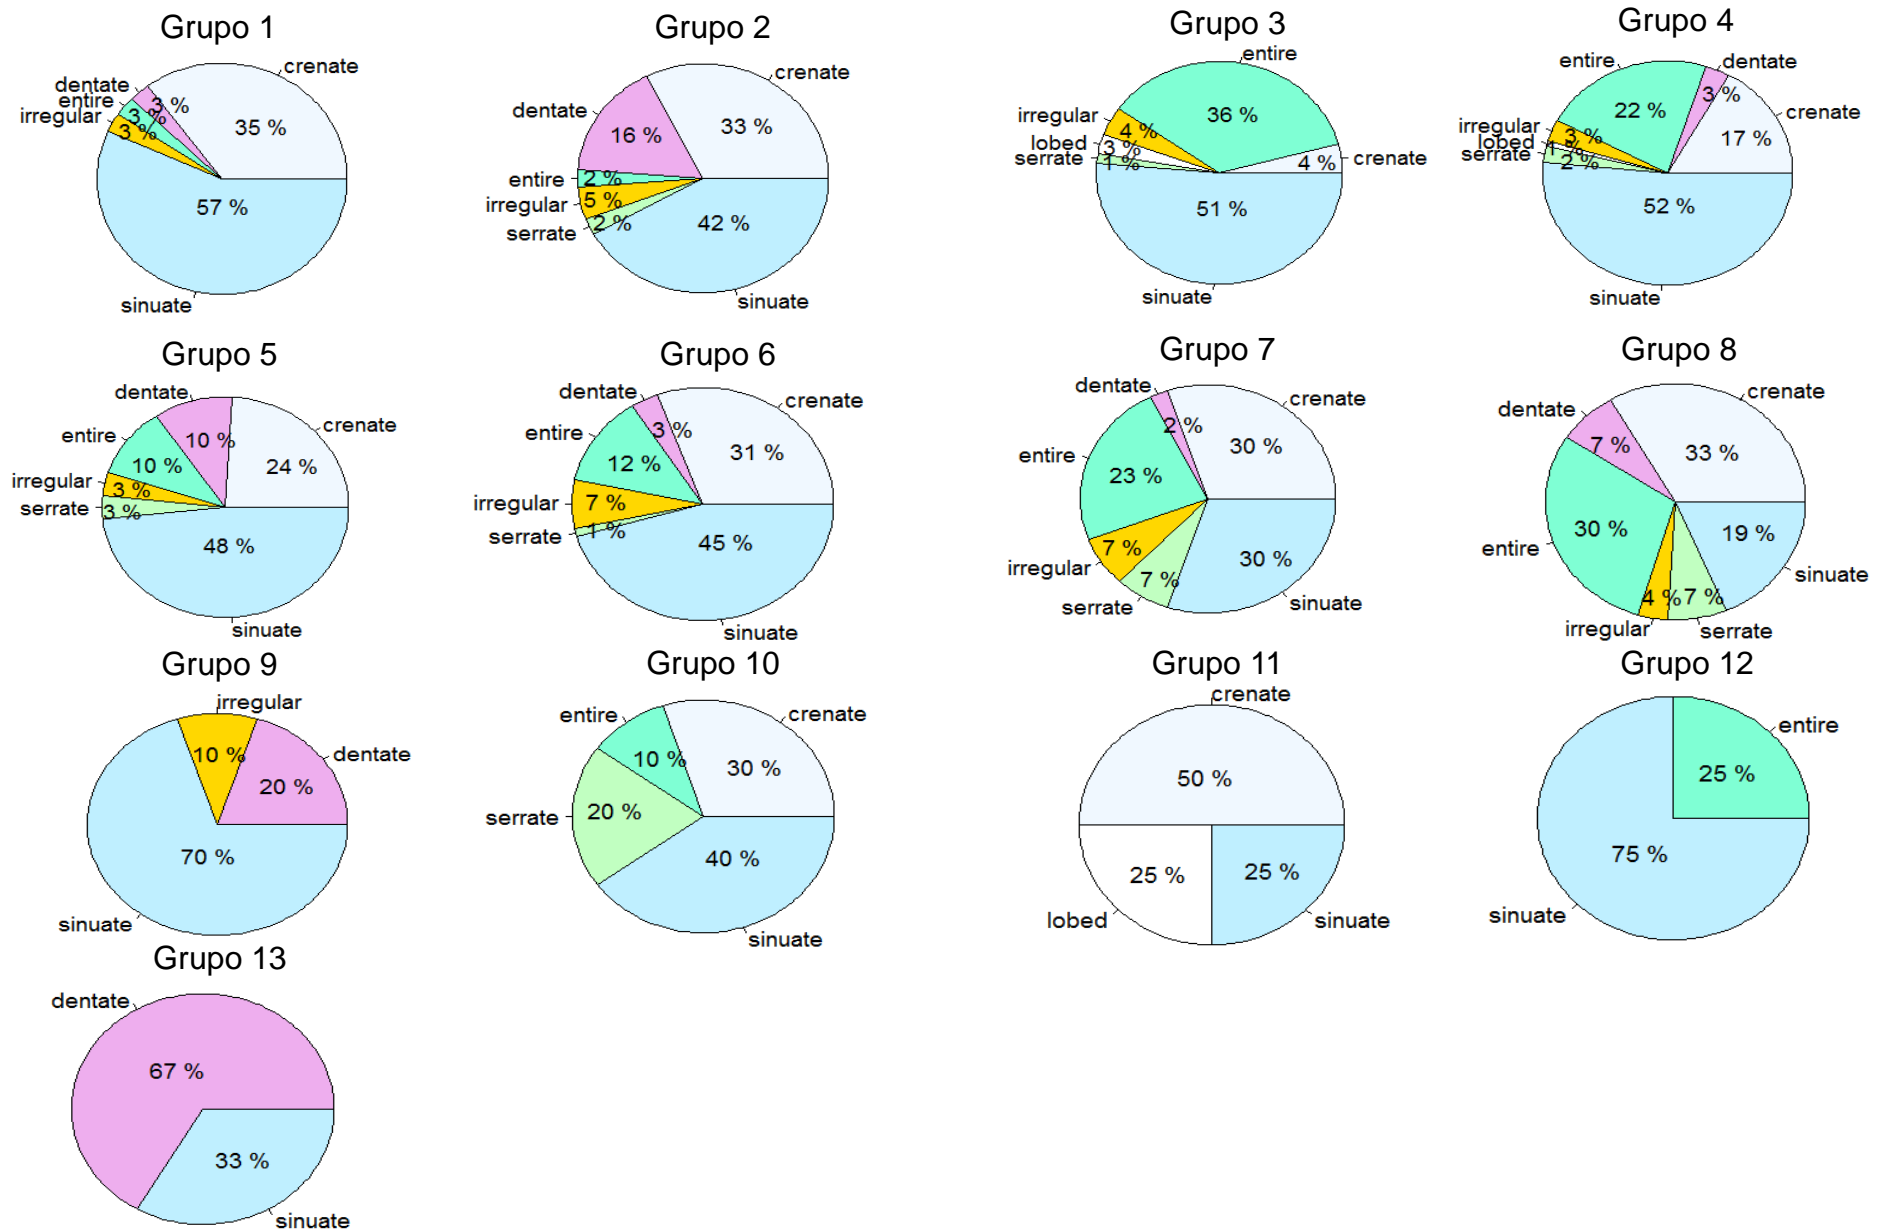 Grupo 1
crenate
dentate
entire
irregular
3 %
3 %
3 %
35 %
57 %
sinuate
Grupo 2
crenate
dentate
33 %
16 %
entire
2 %
irregular
5 %
serrate
2 %
42 %
sinuate
Grupo 3
entire
irregular
36 %
4 %
lobed
3 %
serrate
1 %
4 %
crenate
51 %
sinuate
Grupo 4
entire
dentate
3 %
crenate
22 %
17 %
irregular
3 %
lobed
1 %
serrate
2 %
52 %
sinuate
Grupo 5
dentate
crenate
entire
10 %
10 %
24 %
irregular
3 %
serrate
3 %
48 %
sinuate
Grupo 6
dentate
crenate
3 %
entire
31 %
12 %
irregular
7 %
serrate
1 %
45 %
sinuate
Grupo 7
dentate
crenate
2 %
30 %
entire
23 %
7 %
irregular
7 %
serrate
30 %
sinuate
Grupo 8
crenate
dentate
7 %
33 %
30 %
entire
19 %
sinuate
4 %
7 %
irregular
serrate
Grupo 9
irregular
10 %
dentate
20 %
70 %
sinuate
Grupo 10
entire
crenate
10 %
30 %
serrate
20 %
40 %
sinuate
Grupo 11
crenate
50 %
25 %
25 %
lobed
sinuate
Grupo 12
entire
25 %
75 %
sinuate
Grupo 13
dentate
67 %
33 %
sinuate